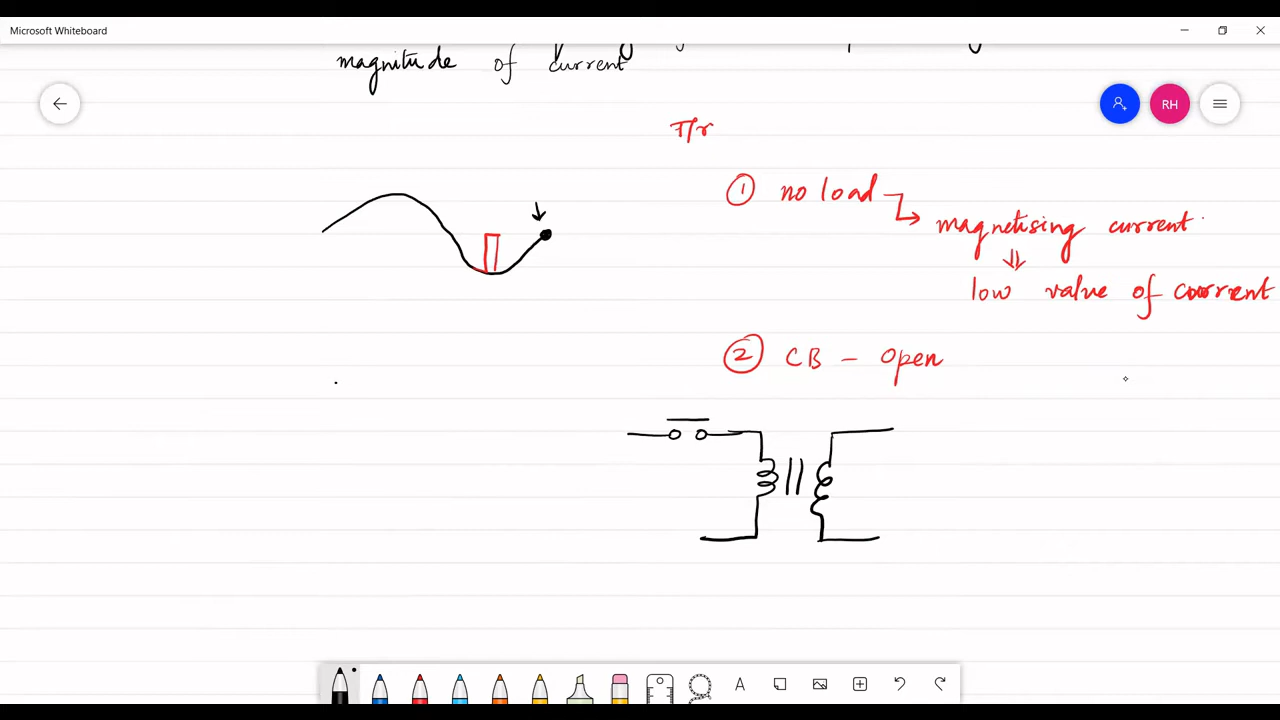 Microsoft Whiteboard
magnitude of current
RH
T/r
① no load
magnetising current
low value of current
② CB - Open
A